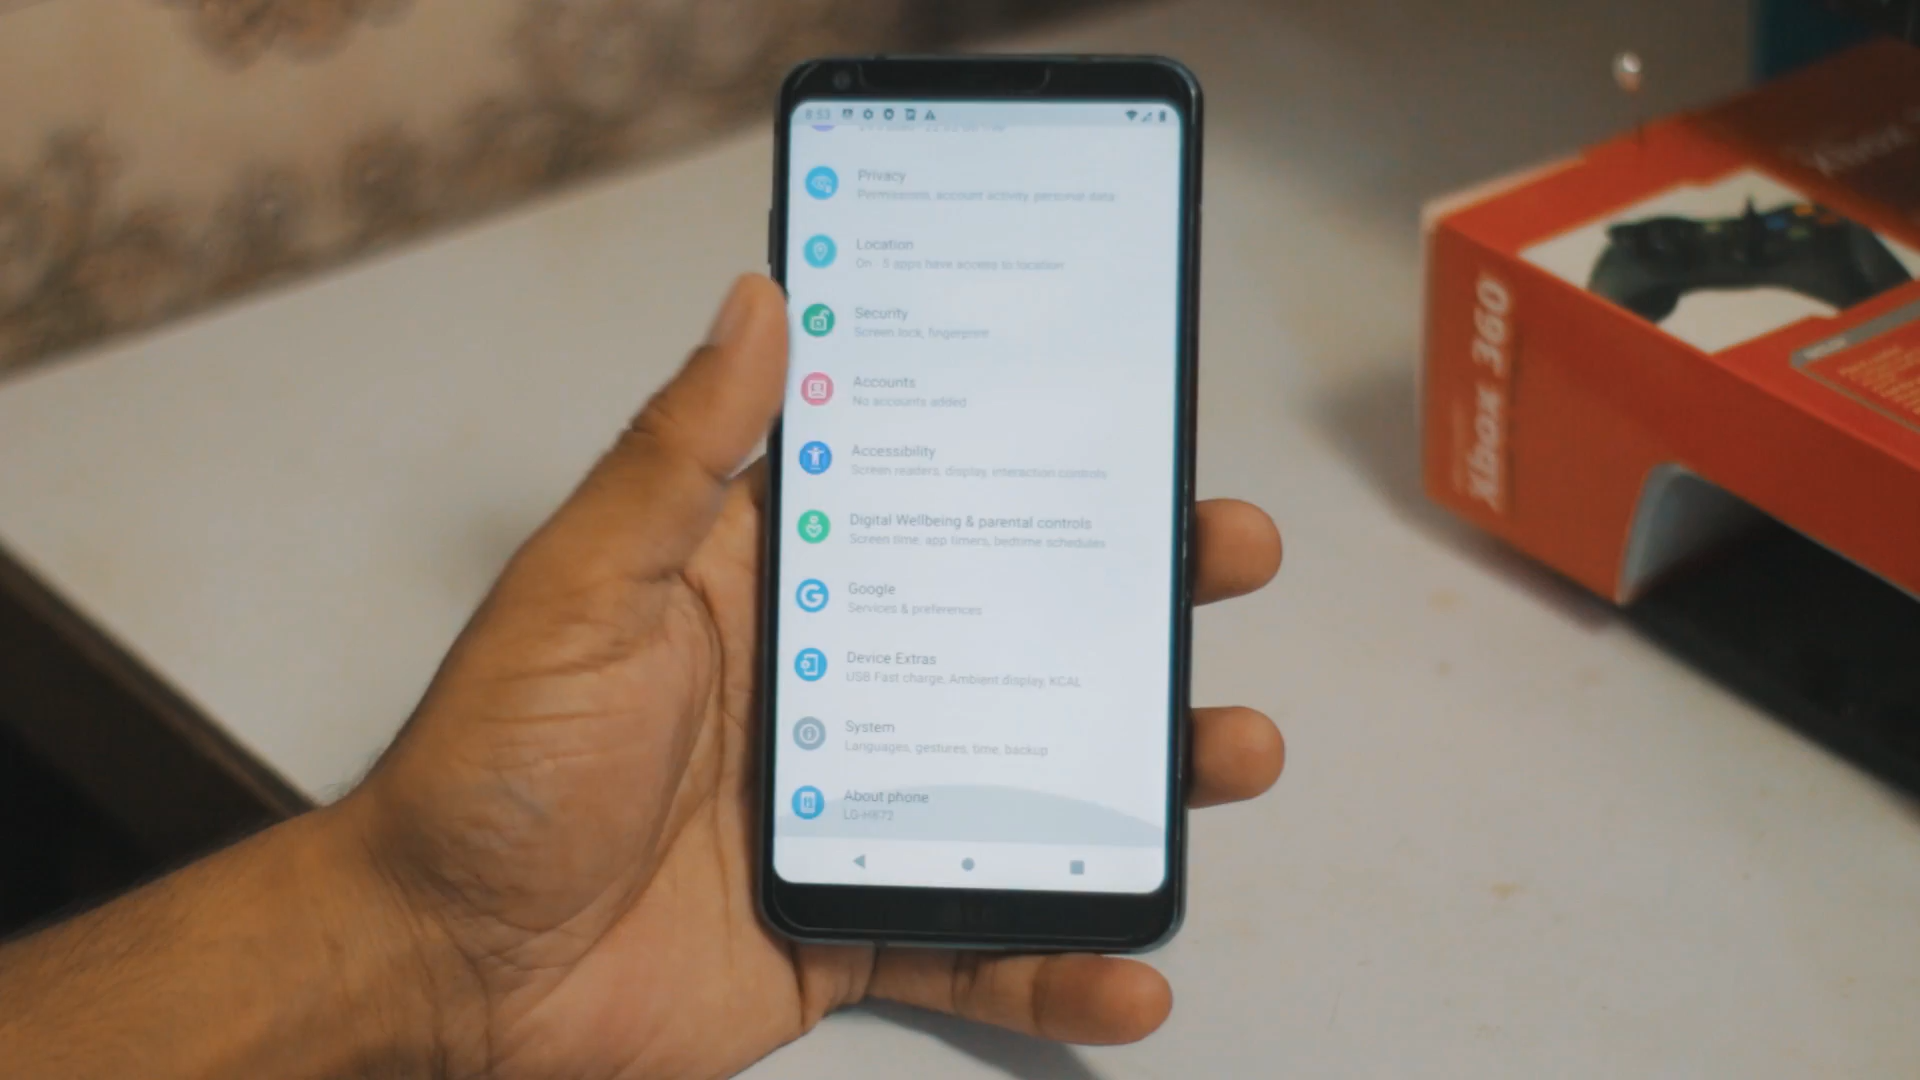 8:53
Privacy
Permissions, account activity, personal data
Location
On - 5 apps have access to location
Security
Screen lock, fingerprint
Accounts
No accounts added
Accessibility
Screen readers, display, interaction controls
Digital Wellbeing & parental controls
Screen time, app timers, bedtime schedules
Google
Services & preferences
Device Extras
USB Fast charge, Ambient display, KCAL
System
Languages, gestures, time, backup
About phone
Xbox 360